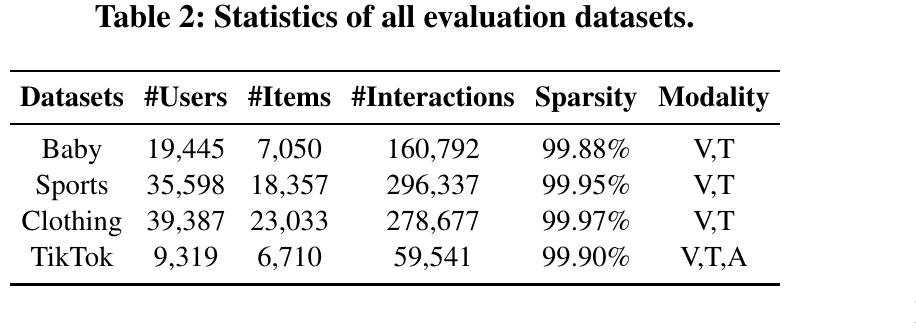 Table 2: Statistics of all evaluation datasets.
Datasets #Users #Items #Interactions Sparsity Modality
Baby 19,445 7,050 160,792 99.88% V,T
Sports 35,598 18,357 296,337 99.95% V,T
Clothing 39,387 23,033 278,677 99.97% V,T
TikTok 9,319 6,710 59,541 99.90% V,T,A